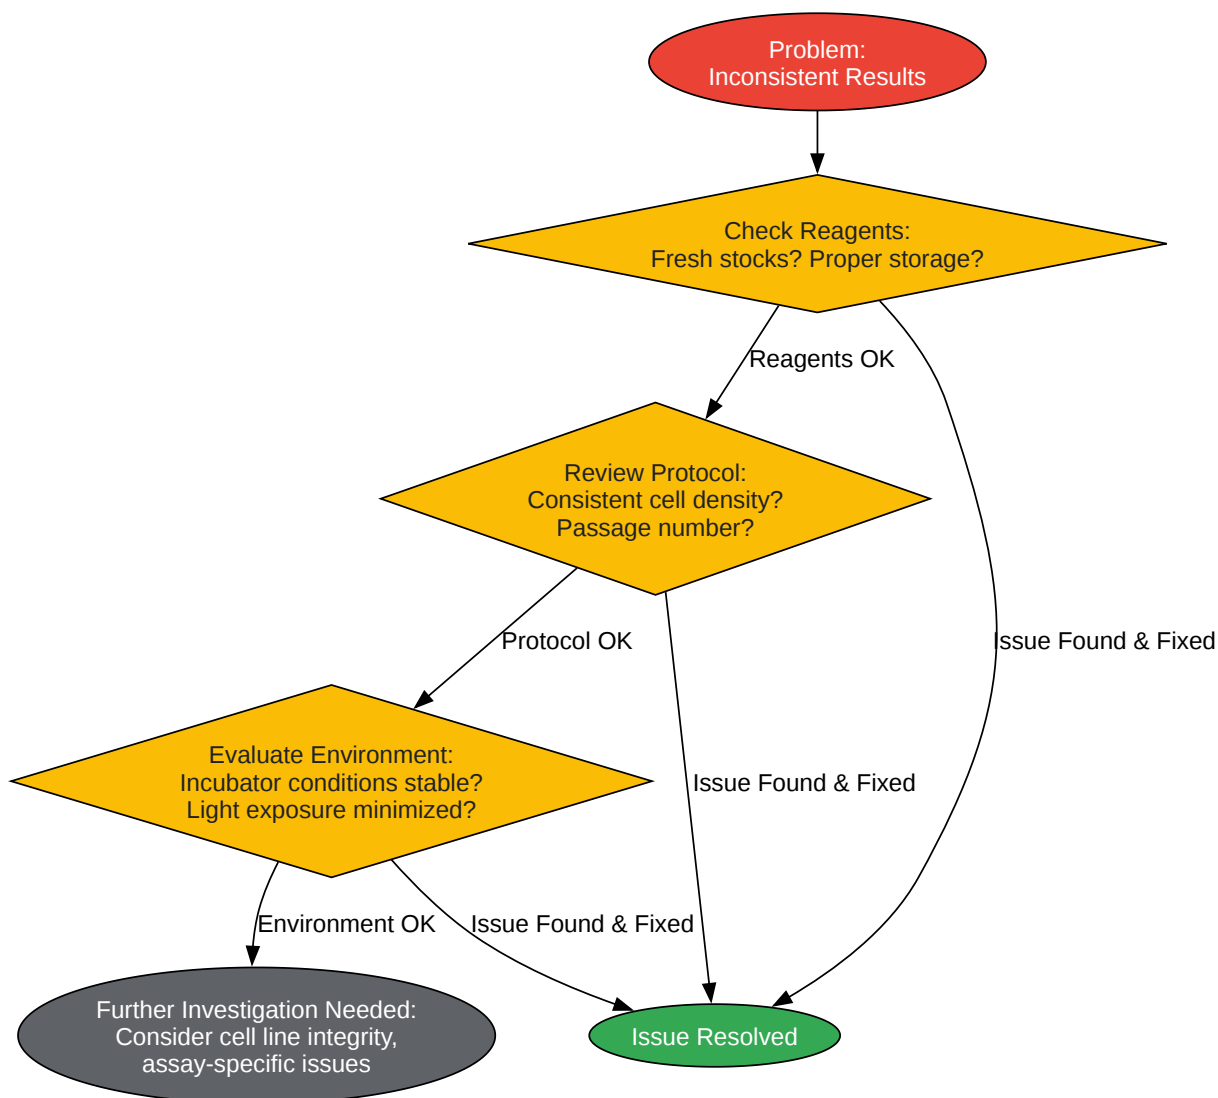 Problem:
Inconsistent Results
Check Reagents:
Fresh stocks? Proper storage?
Reagents OK
Review Protocol:
Consistent cell density?
Passage number?
Protocol OK
Issue Found & Fixed
Evaluate Environment:
Incubator conditions stable?
Light exposure minimized?
Issue Found & Fixed
Environment OK
Issue Found & Fixed
Further Investigation Needed:
Consider cell line integrity,
assay-specific issues
Issue Resolved